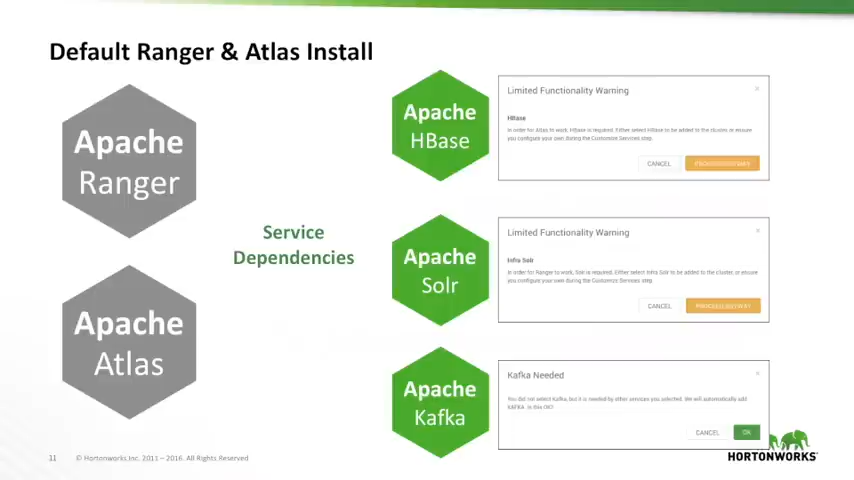 Default Ranger & Atlas Install
Apache
Ranger
Apache
Atlas
Service
Dependencies
Apache
HBase
Limited Functionality Warning
×
HBase
In order for Atlas to work, HBase is required. Either select HBase to be added to the cluster, or ensure
you configure your own during the Customize Services step.
CANCEL
Apache
Solr
Limited Functionality Warning
×
Infra Solr
In order for Ranger to work, Solr is required. Either select Infra Solr to be added to the cluster, or ensure
you configure your own during the Customize Services step.
CANCEL
Apache
Kafka
Kafka Needed
×
You did not select Kafka, but it is needed by other services you selected. We will automatically add
KAFKA. Is this OK?
CANCEL
OK
11 © Hortonworks Inc. 2011 – 2016. All Rights Reserved
HORTONWORKS